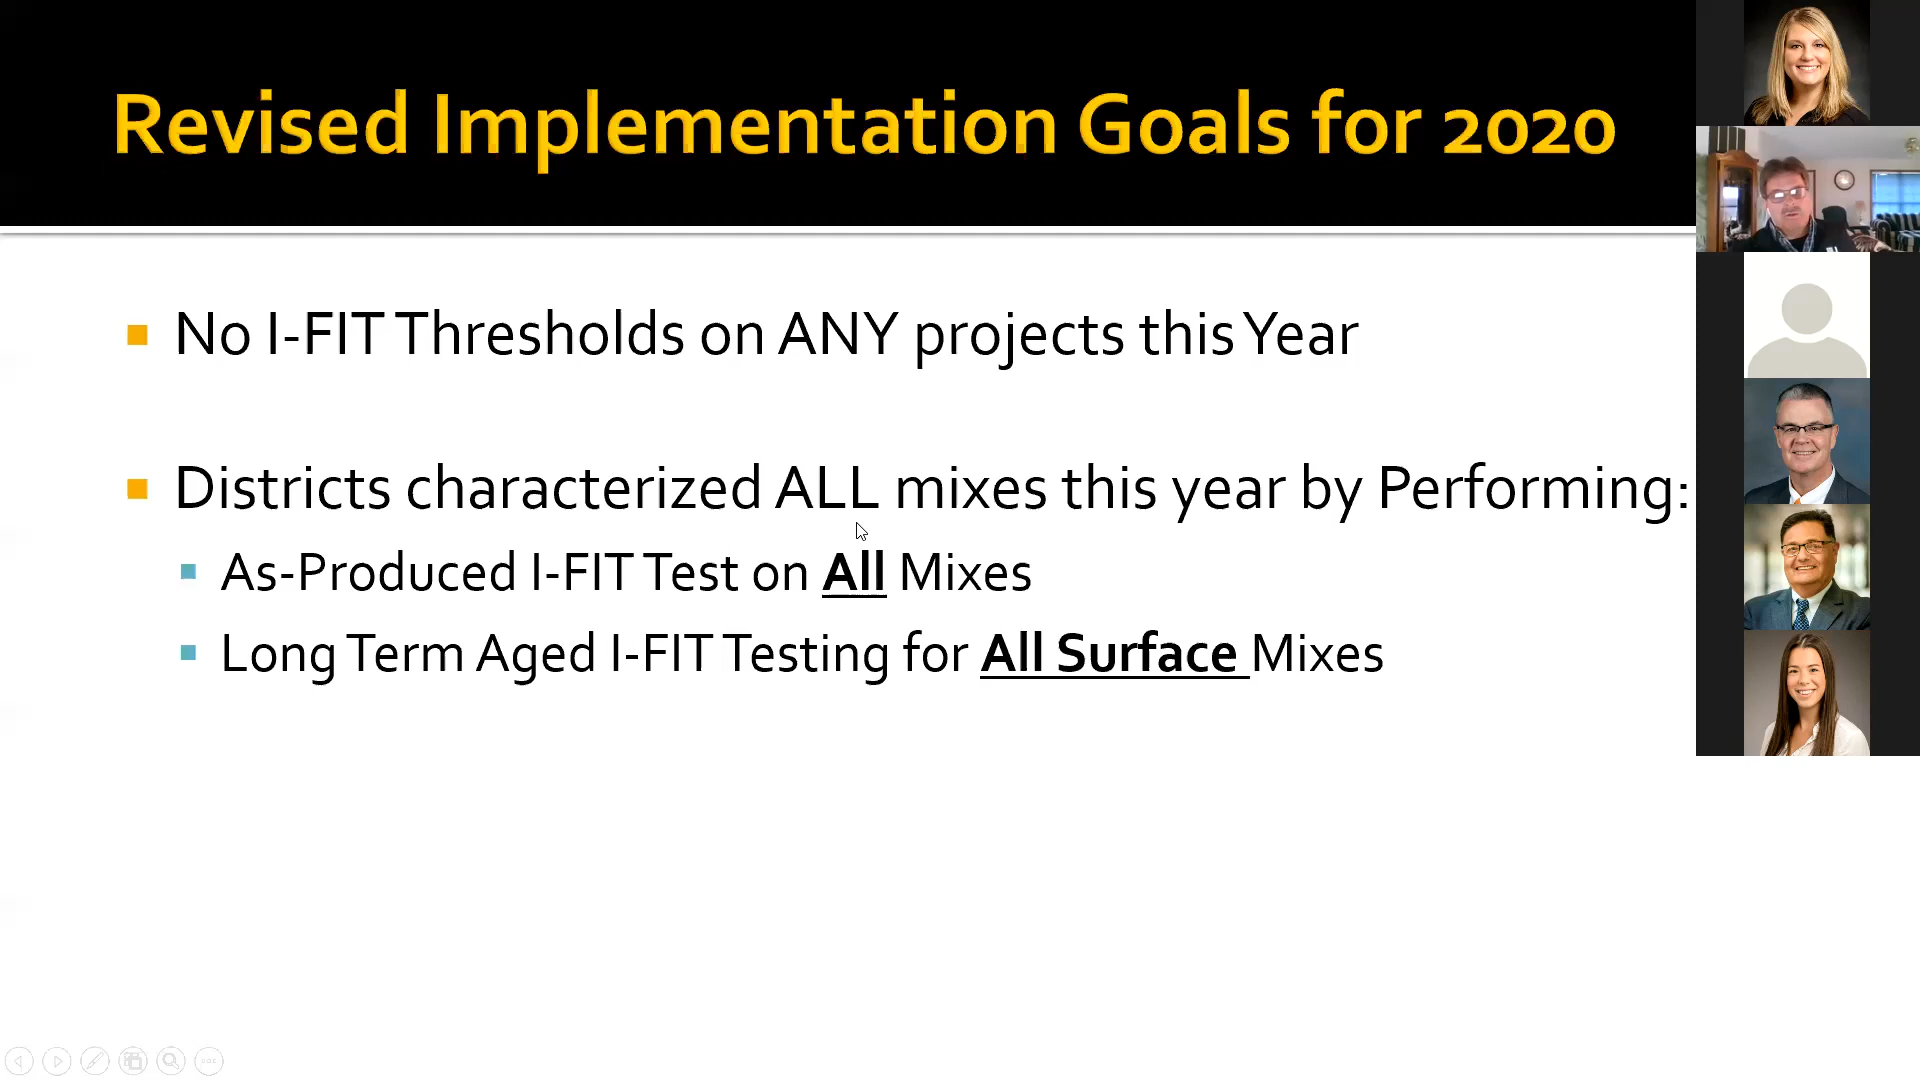 Revised Implementation Goals for 2020
No I-FIT Thresholds on ANY projects this Year
Districts characterized ALL mixes this year by Performing:
As-Produced I-FIT Test on All Mixes
Long Term Aged I-FIT Testing for All Surface Mixes